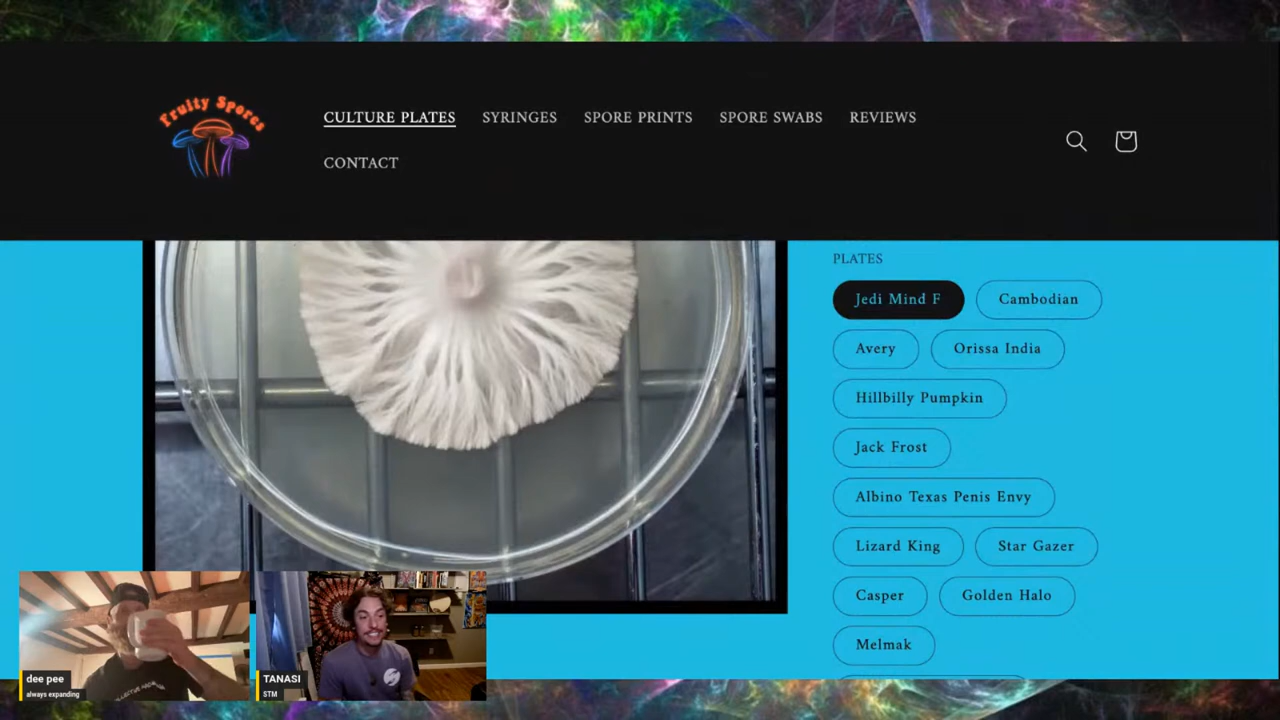 Fruity Spores
CULTURE PLATES SYRINGES SPORE PRINTS SPORE SWABS REVIEWS
CONTACT
PLATES
Jedi Mind F Cambodian
Avery Orissa India
Hillbilly Pumpkin
Jack Frost
Albino Texas Penis Envy
Lizard King Star Gazer
Casper Golden Halo
Melmak
dee pee
always expanding
TANASI
STM